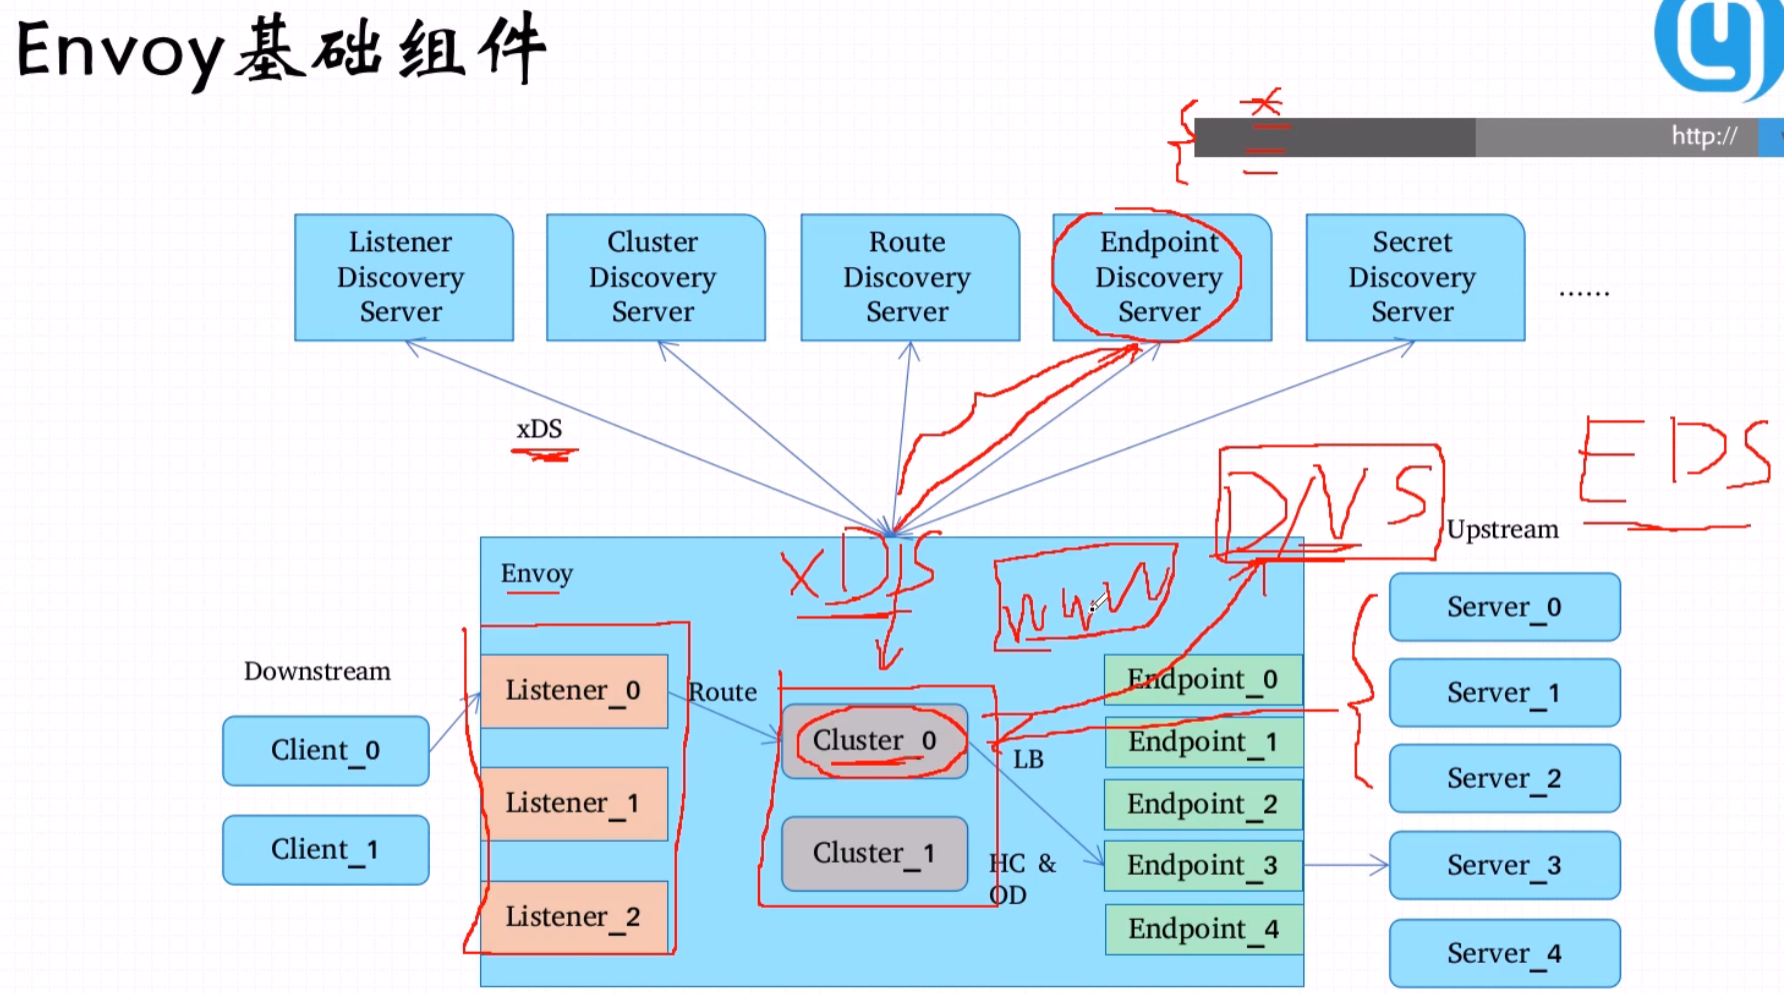 Envoy基础组件
http://
Listener
Discovery
Server
Cluster
Discovery
Server
Route
Discovery
Server
Endpoint
Discovery
Server
Secret
Discovery
Server
......
xDS
EDS
DNS
Upstream
Envoy
xDS
Downstream
Client_0
Client_1
Listener_0
Listener_1
Listener_2
Route
Cluster_0
Cluster_1
LB
HC &
OD
Endpoint_0
Endpoint_1
Endpoint_2
Endpoint_3
Endpoint_4
Server_0
Server_1
Server_2
Server_3
Server_4